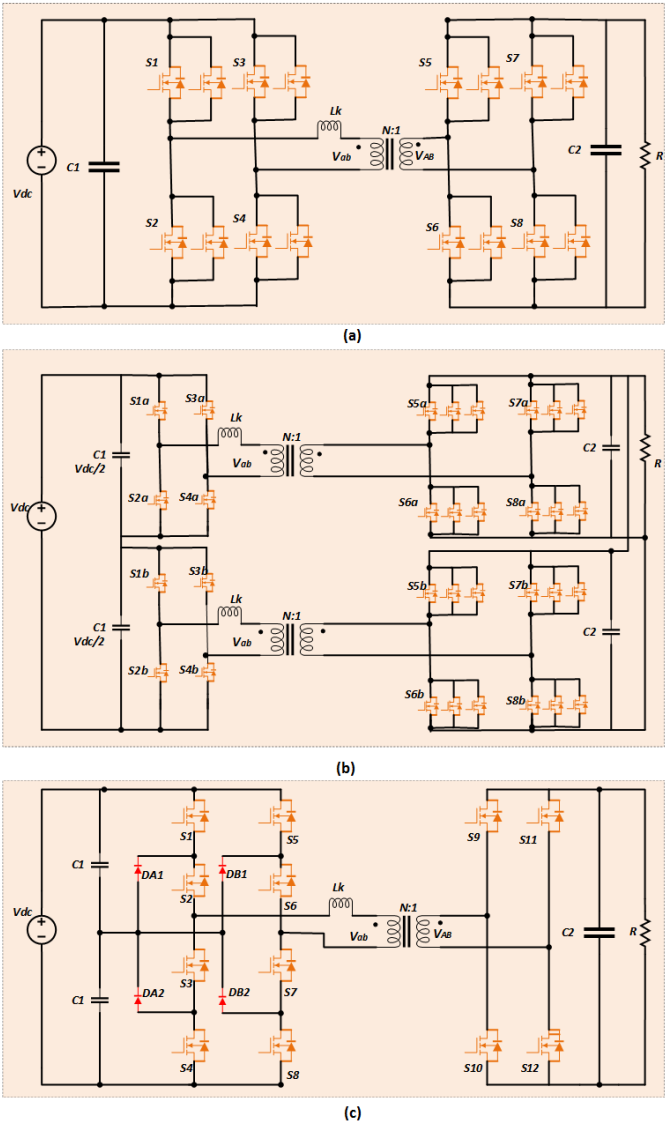 S1
S3
S5
S7
Lk
N:1
C1
Vab
VAB
C2
R
Vdc
S2
S4
S6
S8
(a)
S1a
S3a
S5a
S7a
Lk
N:1
C1
Vdc/2
Vab
C2
R
Vdc
S2a
S4a
S6a
S8a
S1b
S3b
S5b
S7b
Lk
N:1
C1
Vdc/2
Vab
C2
S2b
S4b
S6b
S8b
(b)
S1
S5
S9
S11
C1
DA1
DB1
S2
S6
Lk
N:1
Vdc
Vab
VAB
C2
R
S3
S7
C1
DA2
DB2
S4
S8
S10
S12
(c)